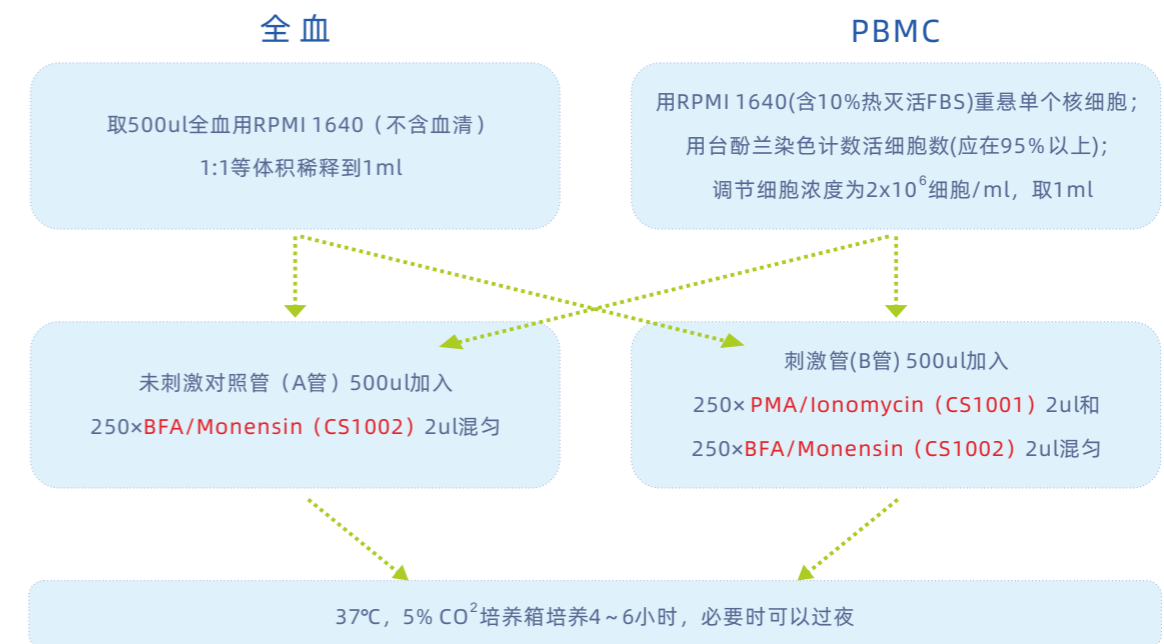 全血
PBMC
取500ul全血用RPMI 1640（不含血清）
1:1等体积稀释到1ml
用RPMI 1640(含10%热灭活FBS)重悬单个核细胞；
用台酚兰染色计数活细胞数(应在95%以上)；
调节细胞浓度为2x10⁶细胞/ml，取1ml
未刺激对照管（A管）500ul加入
250×BFA/Monensin（CS1002）2ul混匀
刺激管(B管) 500ul加入
250× PMA/Ionomycin（CS1001）2ul和
250×BFA/Monensin（CS1002）2ul混匀
37℃，5% CO²培养箱培养4~6小时，必要时可以过夜